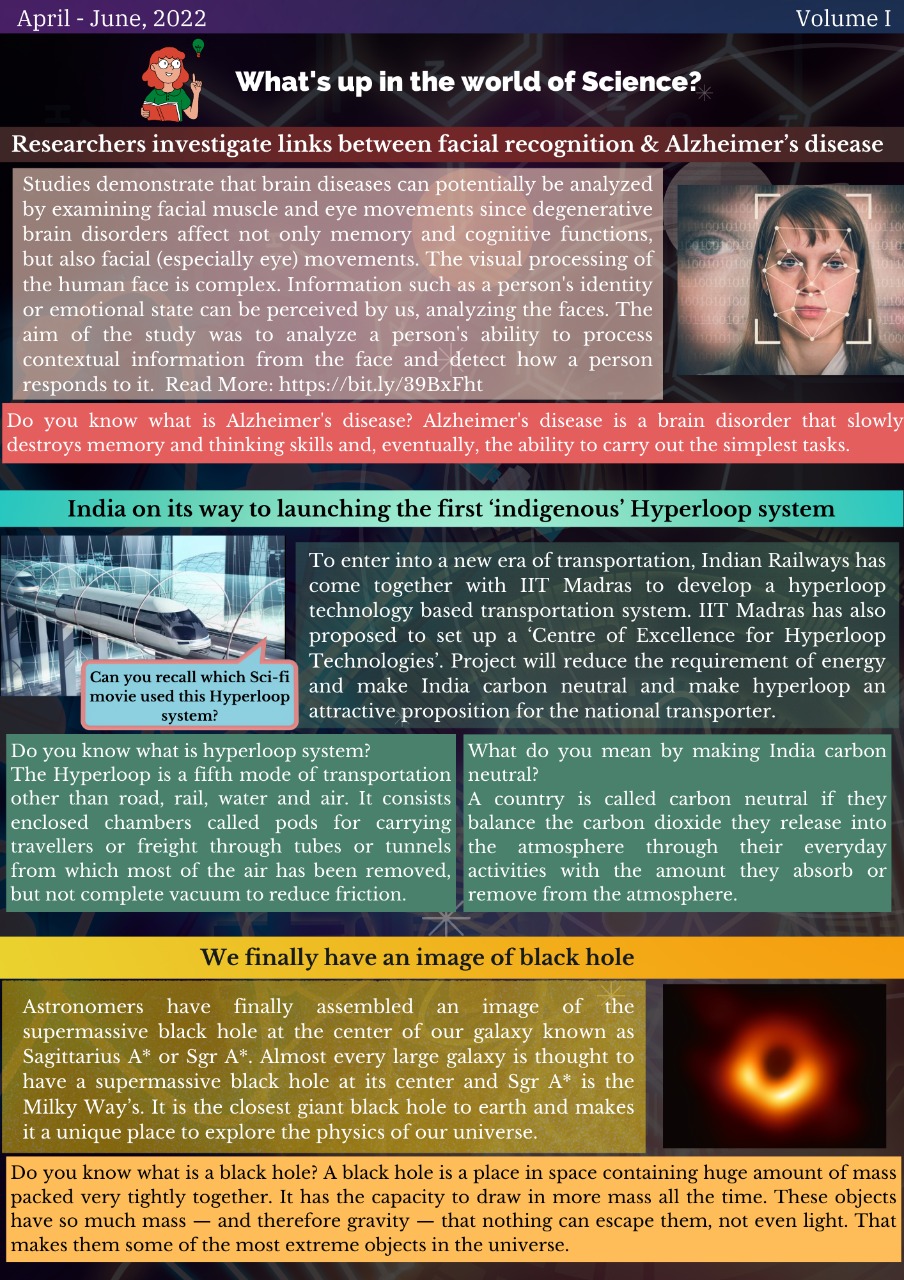 April - June, 2022
Volume I
What's up in the world of Science?
Researchers investigate links between facial recognition & Alzheimer’s disease
Studies demonstrate that brain diseases can potentially be analyzed
by examining facial muscle and eye movements since degenerative
brain disorders affect not only memory and cognitive functions,
but also facial (especially eye) movements. The visual processing of
the human face is complex. Information such as a person's identity
or emotional state can be perceived by us, analyzing the faces. The
aim of the study was to analyze a person's ability to process
contextual information from the face and detect how a person
responds to it. Read More: https://bit.ly/39BxFht
Do you know what is Alzheimer's disease? Alzheimer's disease is a brain disorder that slowly
destroys memory and thinking skills and, eventually, the ability to carry out the simplest tasks.
India on its way to launching the first ‘indigenous’ Hyperloop system
Can you recall which Sci-fi
movie used this Hyperloop
system?
To enter into a new era of transportation, Indian Railways has
come together with IIT Madras to develop a hyperloop
technology based transportation system. IIT Madras has also
proposed to set up a ‘Centre of Excellence for Hyperloop
Technologies’. Project will reduce the requirement of energy
and make India carbon neutral and make hyperloop an
attractive proposition for the national transporter.
Do you know what is hyperloop system?
The Hyperloop is a fifth mode of transportation
other than road, rail, water and air. It consists
enclosed chambers called pods for carrying
travellers or freight through tubes or tunnels
from which most of the air has been removed,
but not complete vacuum to reduce friction.
What do you mean by making India carbon
neutral?
A country is called carbon neutral if they
balance the carbon dioxide they release into
the atmosphere through their everyday
activities with the amount they absorb or
remove from the atmosphere.
We finally have an image of black hole
Astronomers have finally assembled an image of the
supermassive black hole at the center of our galaxy known as
Sagittarius A* or Sgr A*. Almost every large galaxy is thought to
have a supermassive black hole at its center and Sgr A* is the
Milky Way’s. It is the closest giant black hole to earth and makes
it a unique place to explore the physics of our universe.
Do you know what is a black hole? A black hole is a place in space containing huge amount of mass
packed very tightly together. It has the capacity to draw in more mass all the time. These objects
have so much mass — and therefore gravity — that nothing can escape them, not even light. That
makes them some of the most extreme objects in the universe.